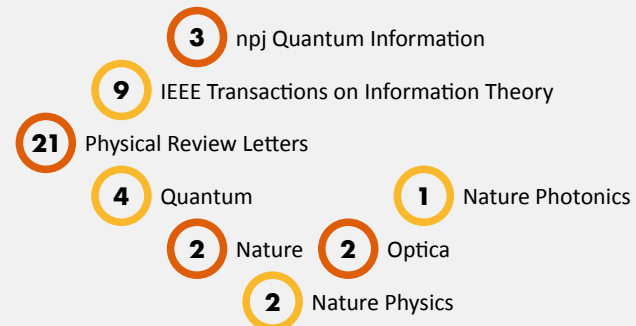 3 npj Quantum Information
9 IEEE Transactions on Information Theory
21 Physical Review Letters
4 Quantum 1 Nature Photonics
2 Nature 2 Optica
2 Nature Physics